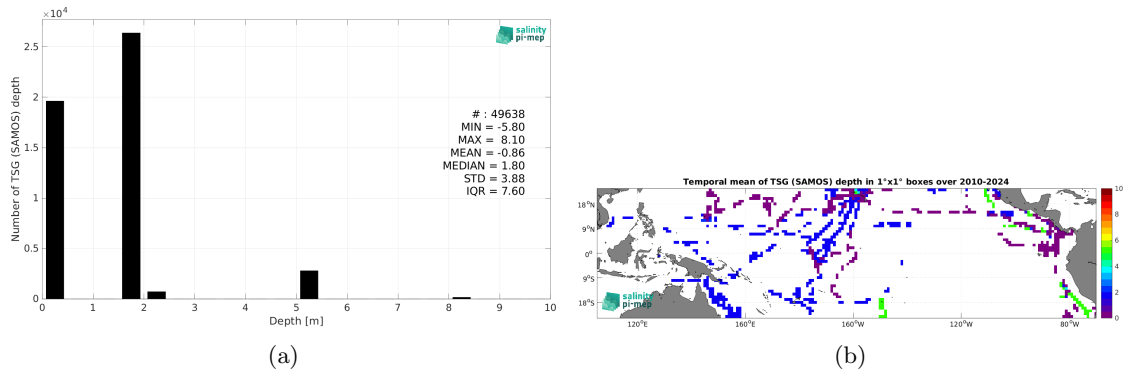 ×10⁴
2.5
2
1.5
1
0.5
0
Number of TSG (SAMOS) depth
0 1 2 3 4 5 6 7 8 9 10
Depth [m]
salinity
pi-mep
# : 49638
MIN = -5.80
MAX = 8.10
MEAN = -0.86
MEDIAN = 1.80
STD = 3.88
IQR = 7.60
(a)
Temporal mean of TSG (SAMOS) depth in 1°x1° boxes over 2010-2024
18°N
9°N
0°
9°S
18°S
120°E 160°E 160°W 120°W 80°W
salinity
pi-mep
10
8
6
4
2
0
(b)